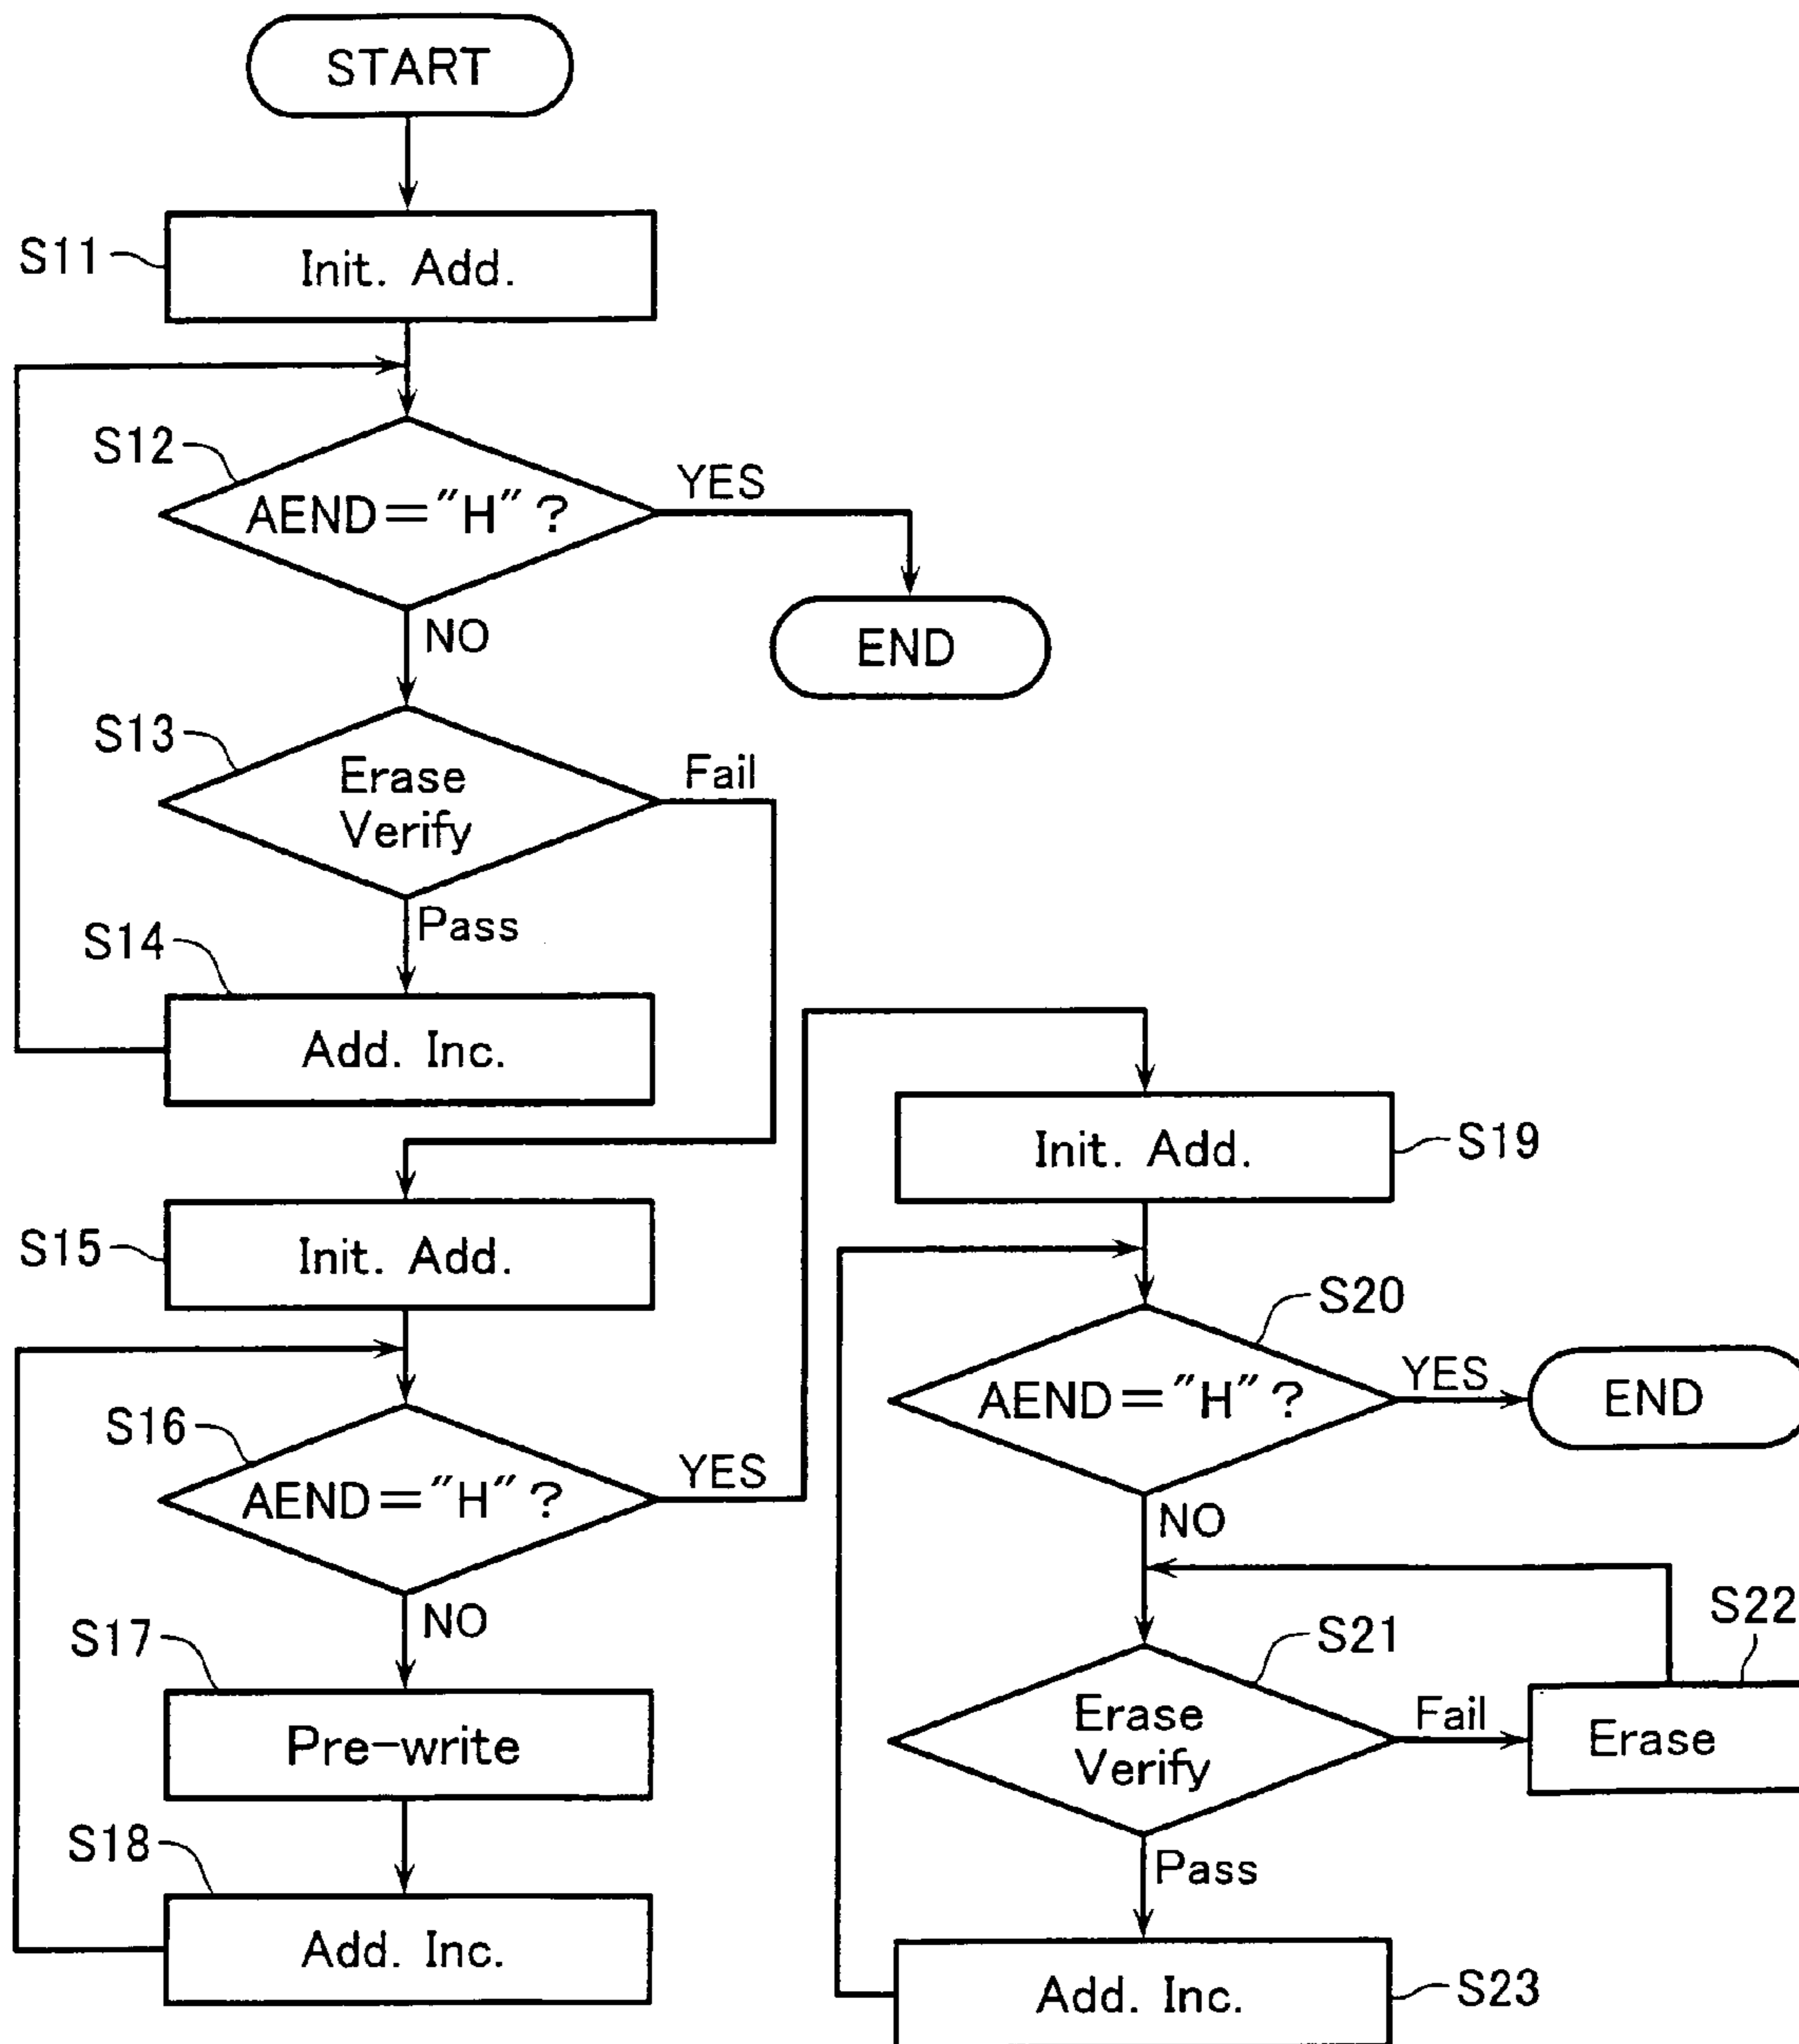 START
S11
Init. Add.
S12
AEND="H"?
YES
END
NO
S13
Erase
Verify
Fail
Pass
S14
Add. Inc.
S15
Init. Add.
S16
AEND="H"?
YES
NO
S17
Pre-write
S18
Add. Inc.
Init. Add.
S19
S20
AEND="H"?
YES
END
NO
S21
S22
Erase
Verify
Fail
Erase
Pass
Add. Inc.
S23